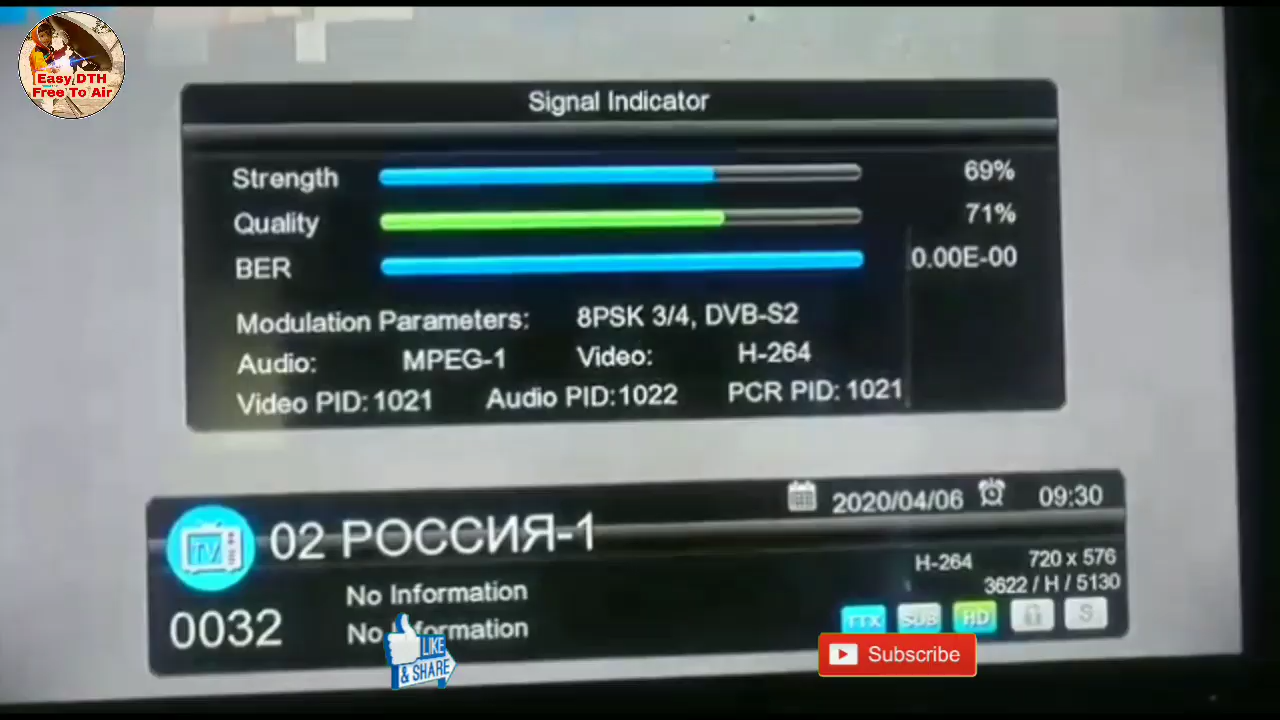 Easy DTH
Free To Air
Signal Indicator
Strength 69%
Quality 71%
BER 0.00E-00
Modulation Parameters: 8PSK 3/4, DVB-S2
Audio: MPEG-1 Video: H-264
Video PID: 1021 Audio PID: 1022 PCR PID: 1021
2020/04/06 09:30
TV 02 РОССИЯ-1
H-264 720 x 576
No Information 3622 / H / 5130
0032 No Information TTX SUB HD S
LIKE
& SHARE
Subscribe